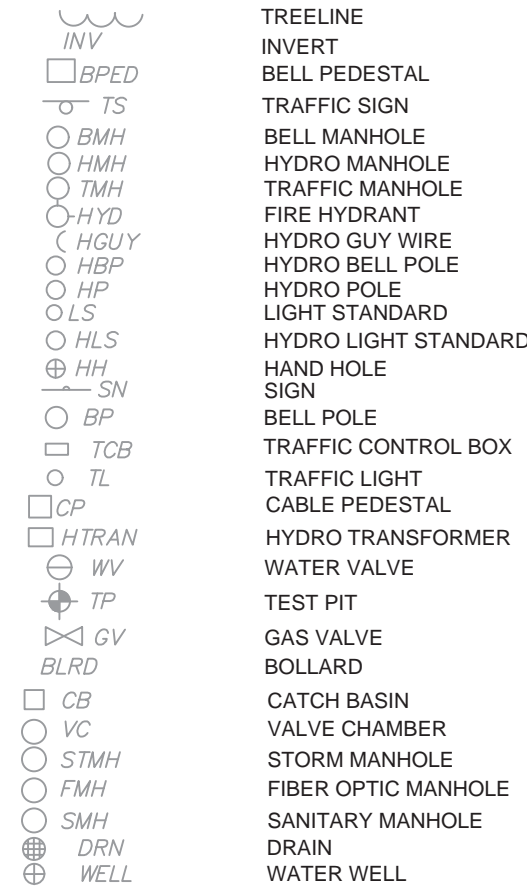 TREELINE
INV INVERT
BPED BELL PEDESTAL
TS TRAFFIC SIGN
BMH BELL MANHOLE
HMH HYDRO MANHOLE
TMH TRAFFIC MANHOLE
HYD FIRE HYDRANT
HGUY HYDRO GUY WIRE
HBP HYDRO BELL POLE
HP HYDRO POLE
LS LIGHT STANDARD
HLS HYDRO LIGHT STANDARD
HH HAND HOLE
SN SIGN
BP BELL POLE
TCB TRAFFIC CONTROL BOX
TL TRAFFIC LIGHT
CP CABLE PEDESTAL
HTRAN HYDRO TRANSFORMER
WV WATER VALVE
TP TEST PIT
GV GAS VALVE
BLRD BOLLARD
CB CATCH BASIN
VC VALVE CHAMBER
STMH STORM MANHOLE
FMH FIBER OPTIC MANHOLE
SMH SANITARY MANHOLE
DRN DRAIN
WELL WATER WELL